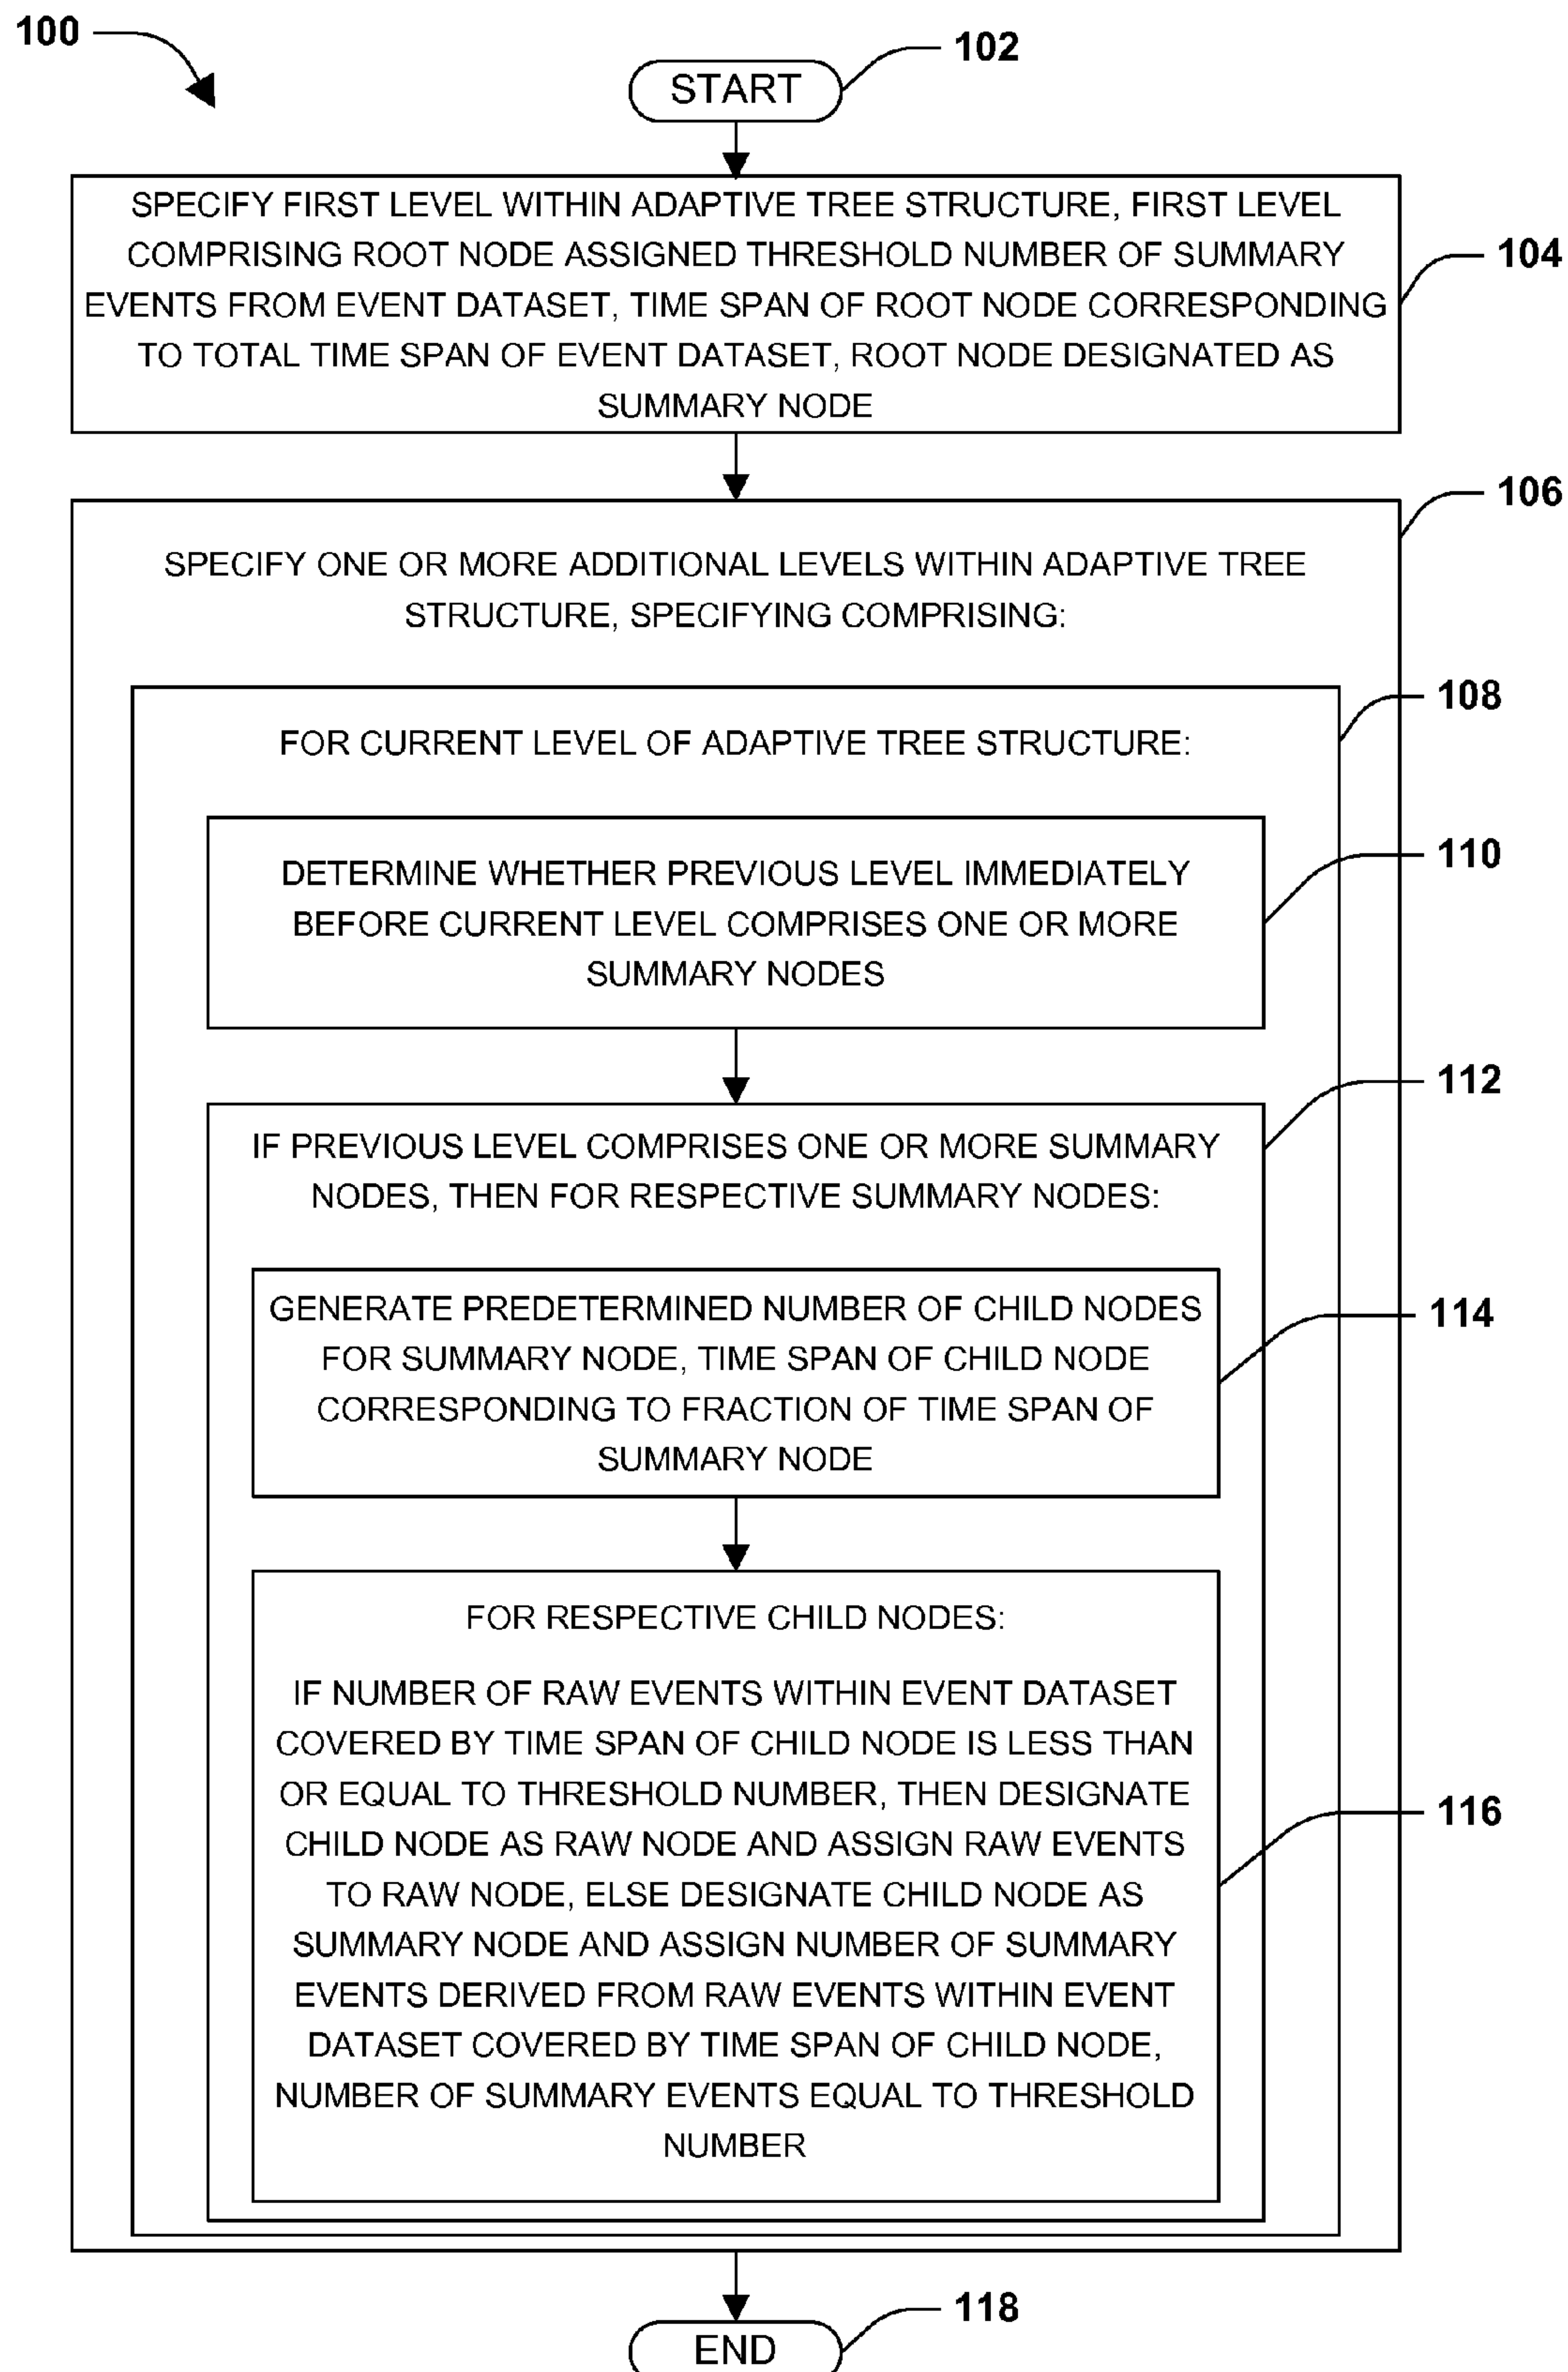 100
102
START
SPECIFY FIRST LEVEL WITHIN ADAPTIVE TREE STRUCTURE, FIRST LEVEL
COMPRISING ROOT NODE ASSIGNED THRESHOLD NUMBER OF SUMMARY
EVENTS FROM EVENT DATASET, TIME SPAN OF ROOT NODE CORRESPONDING
TO TOTAL TIME SPAN OF EVENT DATASET, ROOT NODE DESIGNATED AS
SUMMARY NODE
104
106
SPECIFY ONE OR MORE ADDITIONAL LEVELS WITHIN ADAPTIVE TREE
STRUCTURE, SPECIFYING COMPRISING:
108
FOR CURRENT LEVEL OF ADAPTIVE TREE STRUCTURE:
110
DETERMINE WHETHER PREVIOUS LEVEL IMMEDIATELY
BEFORE CURRENT LEVEL COMPRISES ONE OR MORE
SUMMARY NODES
112
IF PREVIOUS LEVEL COMPRISES ONE OR MORE SUMMARY
NODES, THEN FOR RESPECTIVE SUMMARY NODES:
GENERATE PREDETERMINED NUMBER OF CHILD NODES
FOR SUMMARY NODE, TIME SPAN OF CHILD NODE
CORRESPONDING TO FRACTION OF TIME SPAN OF
SUMMARY NODE
114
FOR RESPECTIVE CHILD NODES:
IF NUMBER OF RAW EVENTS WITHIN EVENT DATASET
COVERED BY TIME SPAN OF CHILD NODE IS LESS THAN
OR EQUAL TO THRESHOLD NUMBER, THEN DESIGNATE
CHILD NODE AS RAW NODE AND ASSIGN RAW EVENTS
TO RAW NODE, ELSE DESIGNATE CHILD NODE AS
SUMMARY NODE AND ASSIGN NUMBER OF SUMMARY
EVENTS DERIVED FROM RAW EVENTS WITHIN EVENT
DATASET COVERED BY TIME SPAN OF CHILD NODE,
NUMBER OF SUMMARY EVENTS EQUAL TO THRESHOLD
NUMBER
116
118
END